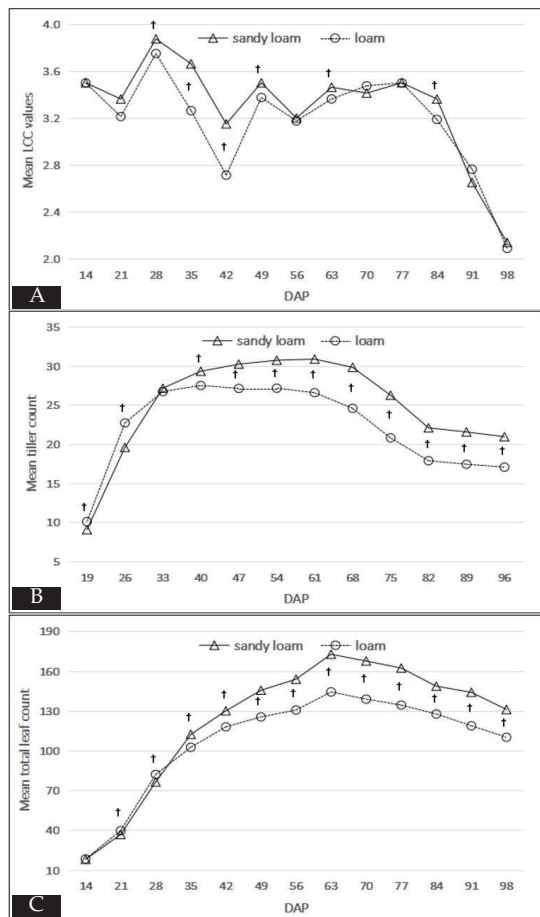 4.0
sandy loam
loam
3.6
3.2
2.8
2.4
2.0
Mean LCC values
† † † † † † †
14 21 28 35 42 49 56 63 70 77 84 91 98
A
DAP
35
sandy loam
loam
30
25
20
15
10
5
Mean tiller count
† † † † † † † † † † †
19 26 33 40 47 54 61 68 75 82 89 96
B
DAP
190
sandy loam
loam
160
130
100
70
40
10
Mean total leaf count
† † † † † † † † † † † †
14 21 28 35 42 49 56 63 70 77 84 91 98
C
DAP